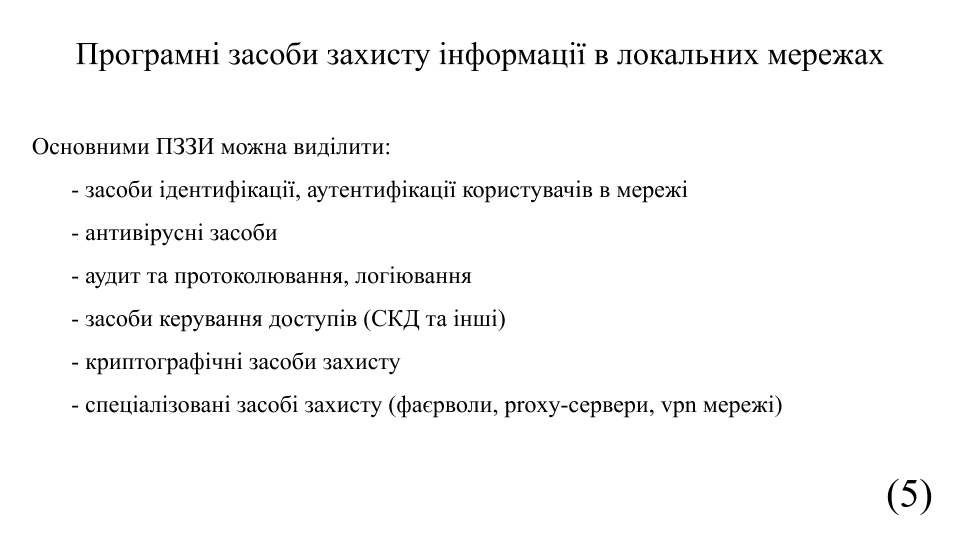 Програмні засоби захисту інформації в локальних мережах
Основними ПЗЗИ можна виділити:
- засоби ідентифікації, аутентифікації користувачів в мережі
- антивірусні засоби
- аудит та протоколювання, логіювання
- засоби керування доступів (СКД та інші)
- криптографічні засоби захисту
- спеціалізовані засобі захисту (фаєрволи, proxy-сервери, vpn мережі)
(5)